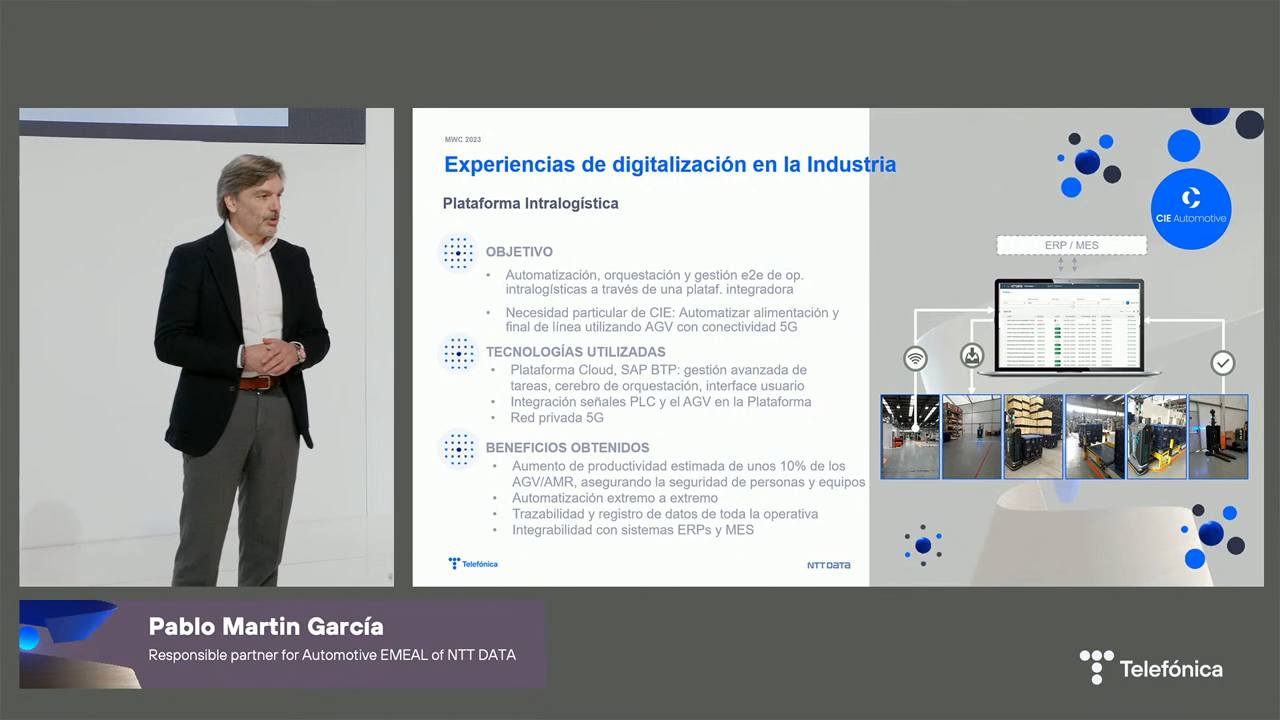 MWC 2023
Experiencias de digitalización en la Industria
Plataforma Intralogística
OBJETIVO
• Automatización, orquestación y gestión e2e de op.
intralogísticas a través de una plataf. integradora
• Necesidad particular de CIE: Automatizar alimentación y
final de línea utilizando AGV con conectividad 5G
TECNOLOGÍAS UTILIZADAS
• Plataforma Cloud, SAP BTP: gestión avanzada de
tareas, cerebro de orquestación, interface usuario
• Integración señales PLC y el AGV en la Plataforma
• Red privada 5G
BENEFICIOS OBTENIDOS
• Aumento de productividad estimada de unos 10% de los
AGV/AMR, asegurando la seguridad de personas y equipos
• Automatización extremo a extremo
• Trazabilidad y registro de datos de toda la operativa
• Integrabilidad con sistemas ERPs y MES
Telefónica
NTT DATA
CIE Automotive
ERP / MES
Pablo Martin García
Responsible partner for Automotive EMEAL of NTT DATA
Telefónica